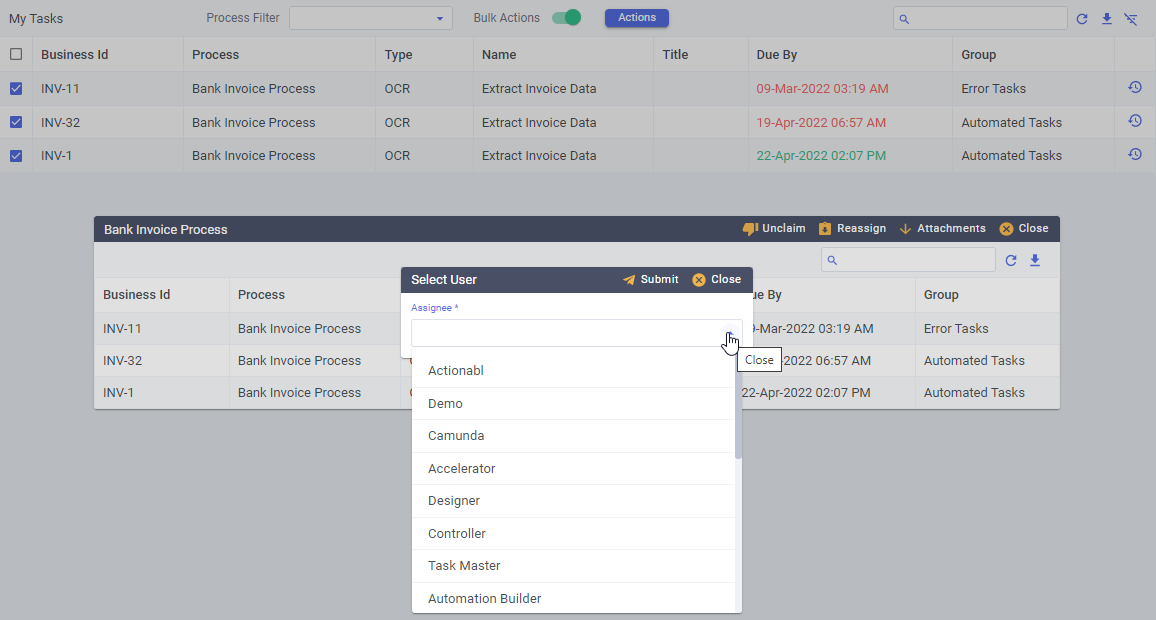 My Tasks Process Filter Bulk Actions Actions
Business Id Process Type Name Title Due By Group
INV-11 Bank Invoice Process OCR Extract Invoice Data 09-Mar-2022 03:19 AM Error Tasks
INV-32 Bank Invoice Process OCR Extract Invoice Data 19-Apr-2022 06:57 AM Automated Tasks
INV-1 Bank Invoice Process OCR Extract Invoice Data 22-Apr-2022 02:07 PM Automated Tasks
Bank Invoice Process Unclaim Reassign Attachments Close
Select User Submit Close
Business Id Process ue By Group
Assignee *
INV-11 Bank Invoice Process 9-Mar-2022 03:19 AM Error Tasks
Close
INV-32 Bank Invoice Process -2022 06:57 AM Automated Tasks
Actionabl
INV-1 Bank Invoice Process 22-Apr-2022 02:07 PM Automated Tasks
Demo
Camunda
Accelerator
Designer
Controller
Task Master
Automation Builder